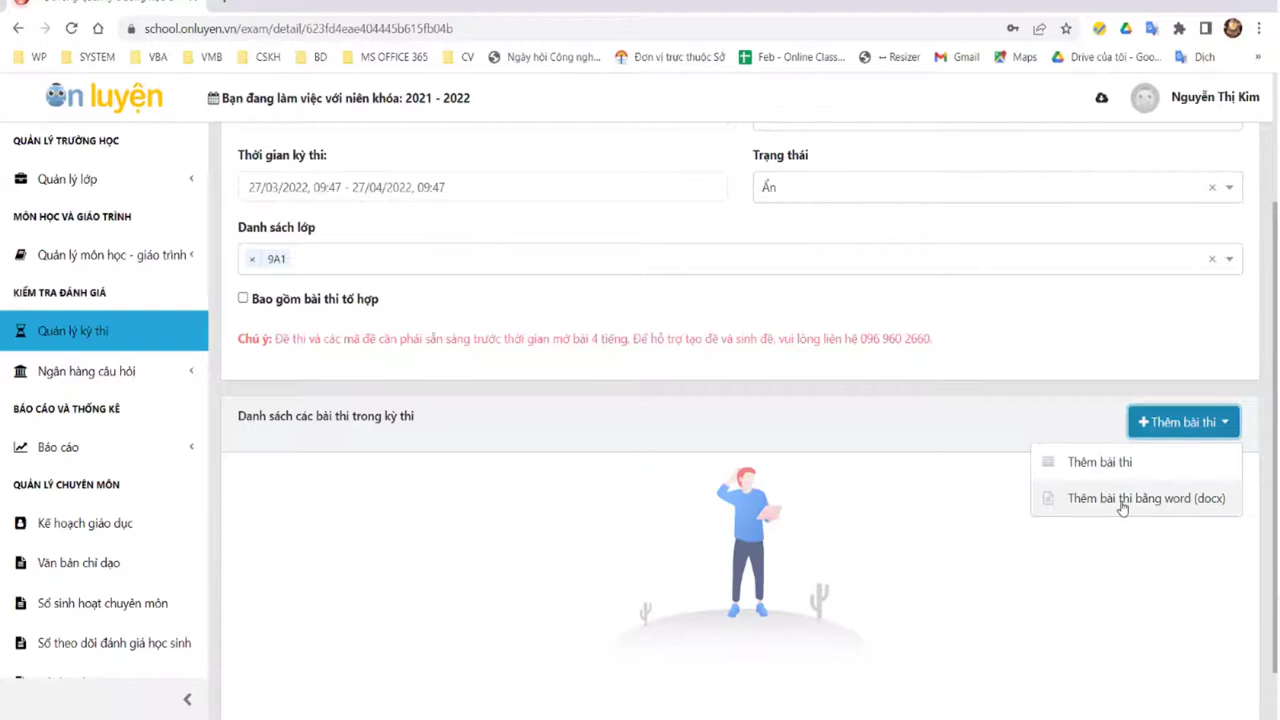 school.onluyen.vn/exam/detail/623fd4eae404445b615fb04b
WP SYSTEM VBA VMB CSKH BD MS OFFICE 365 CV Ngày hội Công ngh... Đơn vị trực thuộc Sở Feb - Online Class... -- Resizer Gmail Maps Drive của tôi - Goo... Dịch »
Ôn luyện
Bạn đang làm việc với niên khóa: 2021 - 2022
Nguyễn Thị Kim
QUẢN LÝ TRƯỜNG HỌC
Quản lý lớp
MÔN HỌC VÀ GIÁO TRÌNH
Quản lý môn học - giáo trình
KIỂM TRA ĐÁNH GIÁ
Quản lý kỳ thi
Ngân hàng câu hỏi
BÁO CÁO VÀ THỐNG KÊ
Báo cáo
QUẢN LÝ CHUYÊN MÔN
Kế hoạch giáo dục
Văn bản chỉ đạo
Sổ sinh hoạt chuyên môn
Sổ theo dõi đánh giá học sinh
Thời gian kỳ thi:
27/03/2022, 09:47 - 27/04/2022, 09:47
Trạng thái
Ẩn
Danh sách lớp
× 9A1
Bao gồm bài thi tổ hợp
Chú ý: Đề thi và các mã đề cần phải sẵn sàng trước thời gian mở bài 4 tiếng. Để hỗ trợ tạo đề và sinh đề, vui lòng liên hệ 096 960 2660.
Danh sách các bài thi trong kỳ thi
+ Thêm bài thi
Thêm bài thi
Thêm bài thi bằng word (docx)